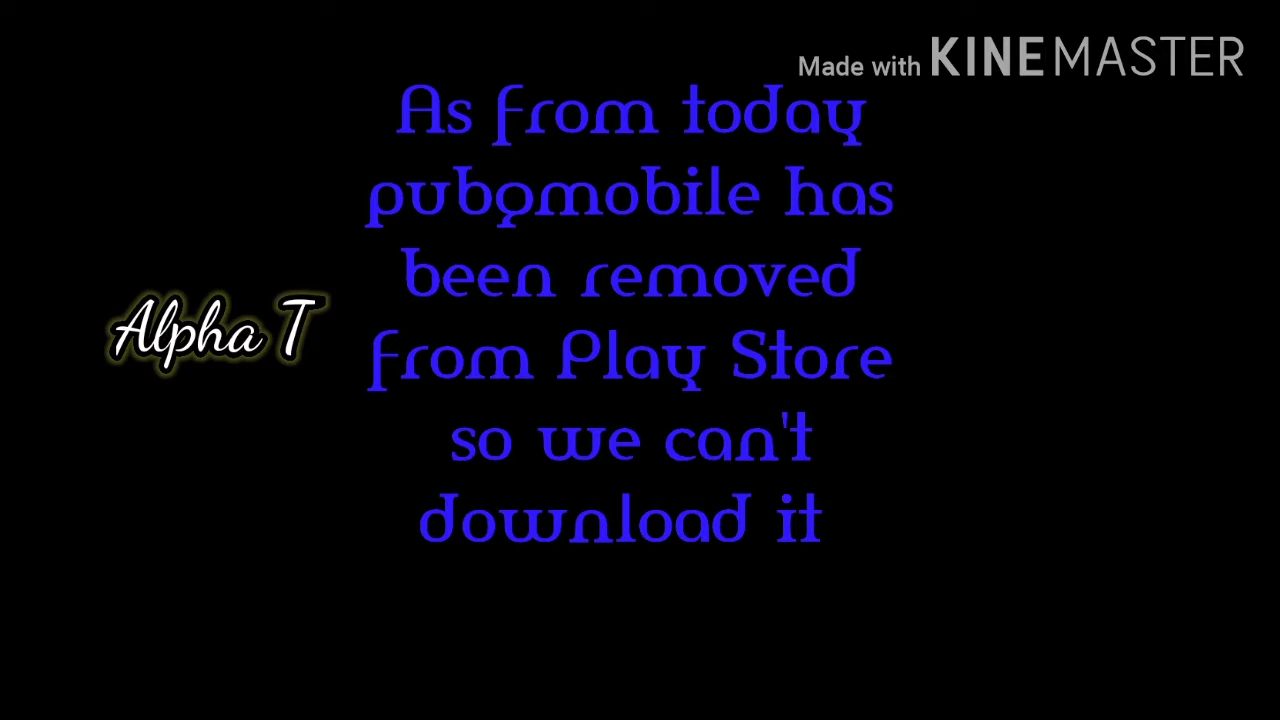 Made with KINEMASTER
As from today
pubgmobile has
been removed
from Play Store
so we can't
download it
Alpha T